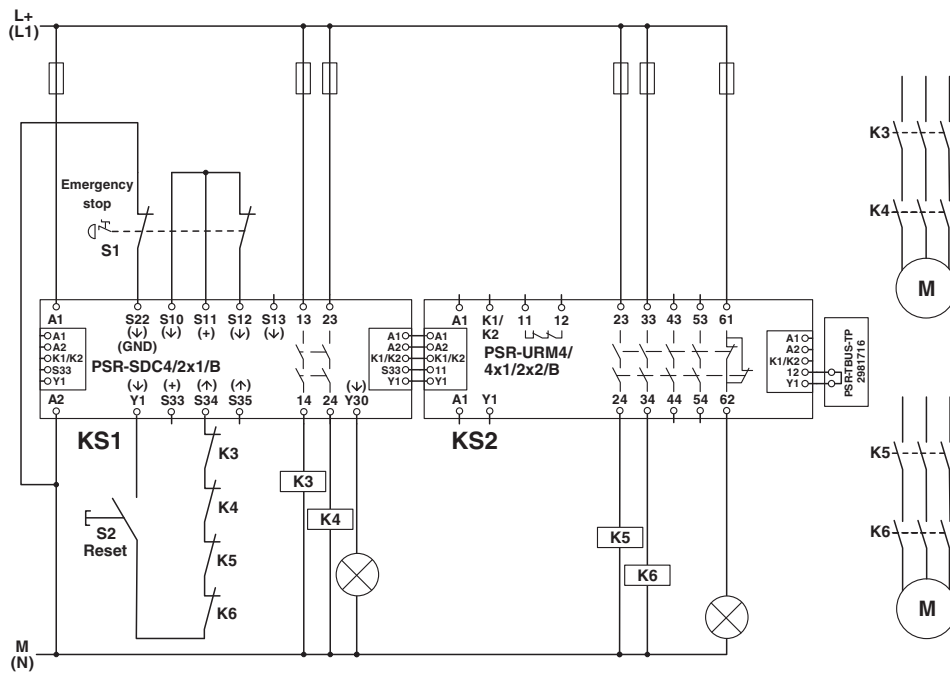 L+
(L1)
Emergency
stop
S1
K3
K4
M
A1 S22 S10 S11 S12 S13 13 23
(↓) (↓) (+) (↓) (↓)
(GND)
A1
A2
K1/K2
S33
Y1
PSR-SDC4/2x1/B
A1
A2
K1/K2
S33
Y1
(↓) (+) (↑) (↑) (↓)
A2 Y1 S33 S34 S35 14 24 Y30
KS1
A1 K1/ 11 12 23 33 43 53 61
K2
A1
A2
K1/K2
11
Y1
PSR-URM4/
4x1/2x2/B
A1
A2
K1/K2
12
Y1
PSR-TBUS-TP
2981716
A1 Y1 24 34 44 54 62
KS2
K3
K4
K5
K6
S2
Reset
K3
K4
K5
K6
K5
K6
M
M
(N)